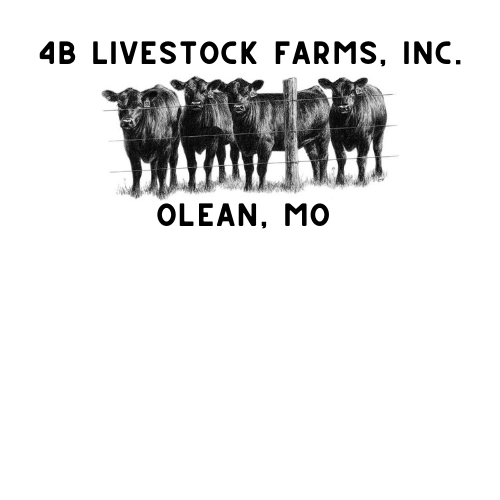 4B LIVESTOCK FARMS, INC.
OLEAN, MO